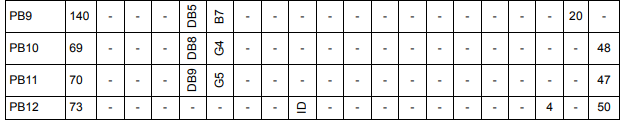 PB9 140 - - - DB5 B7 - - - - - - - - - - - - 20 -
PB10 69 - - - DB8 G4 - - - - - - - - - - - - - 48
PB11 70 - - - DB9 G5 - - - - - - - - - - - - - 47
PB12 73 - - - - - - - ID - - - - - - - - 4 - 50